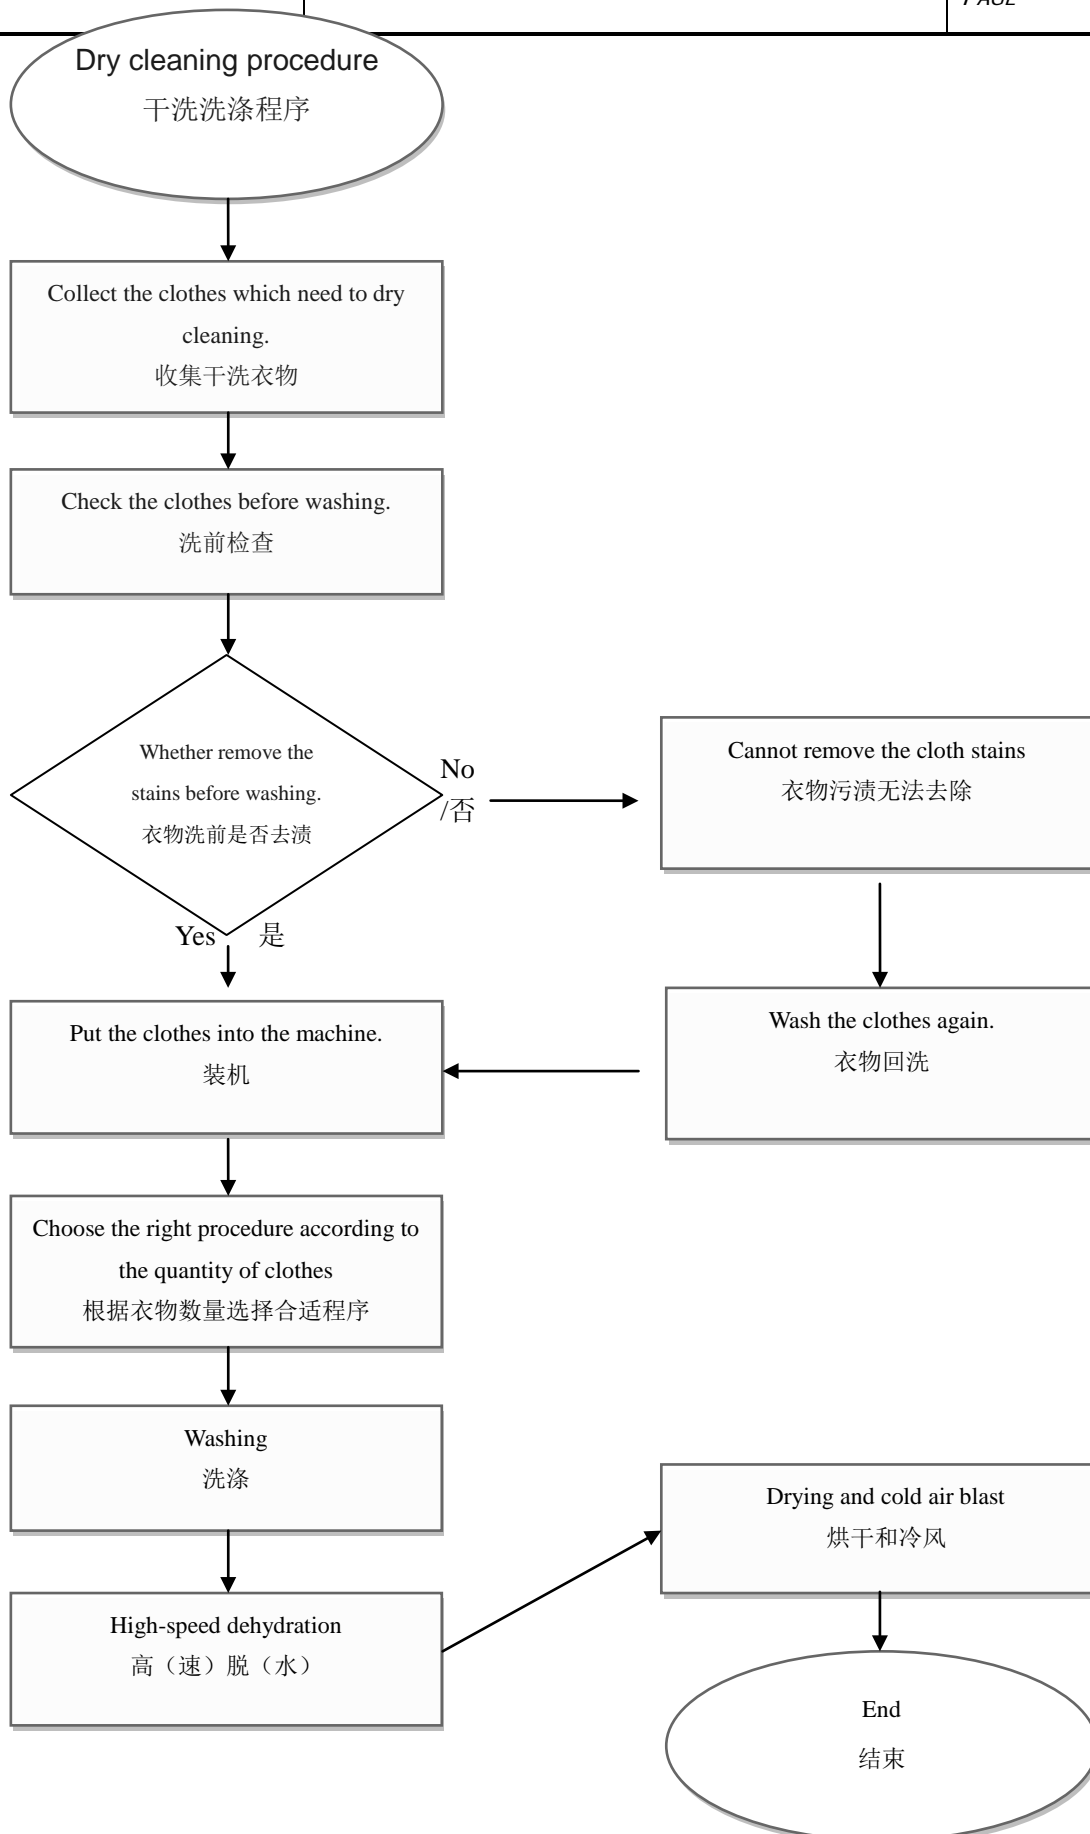 PAGE
Dry cleaning procedure
干洗洗涤程序
Collect the clothes which need to dry
cleaning.
收集干洗衣物
Check the clothes before washing.
洗前检查
Whether remove the
stains before washing.
衣物洗前是否去渍
No
/否
Cannot remove the cloth stains
衣物污渍无法去除
Yes 是
Wash the clothes again.
衣物回洗
Put the clothes into the machine.
装机
Choose the right procedure according to
the quantity of clothes
根据衣物数量选择合适程序
Washing
洗涤
High-speed dehydration
高（速）脱（水）
Drying and cold air blast
烘干和冷风
End
结束